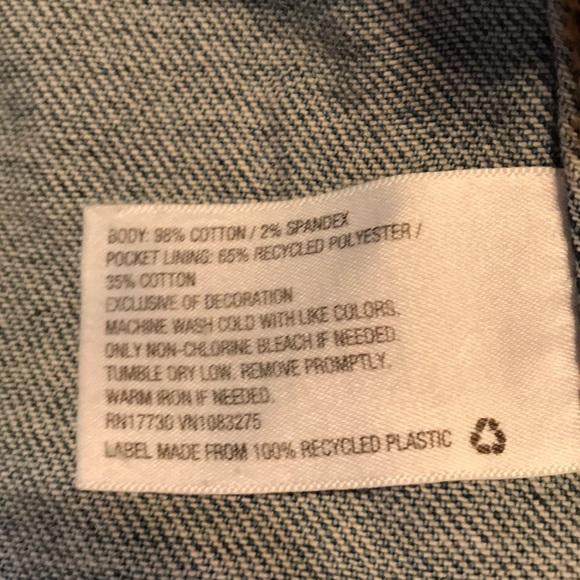 BODY: 98% COTTON / 2% SPANDEX
POCKET LINING: 65% RECYCLED POLYESTER /
35% COTTON
EXCLUSIVE OF DECORATION
MACHINE WASH COLD WITH LIKE COLORS.
ONLY NON-CHLORINE BLEACH IF NEEDED.
TUMBLE DRY LOW. REMOVE PROMPTLY.
WARM IRON IF NEEDED.
RN17730 VN1083275
LABEL MADE FROM 100% RECYCLED PLASTIC